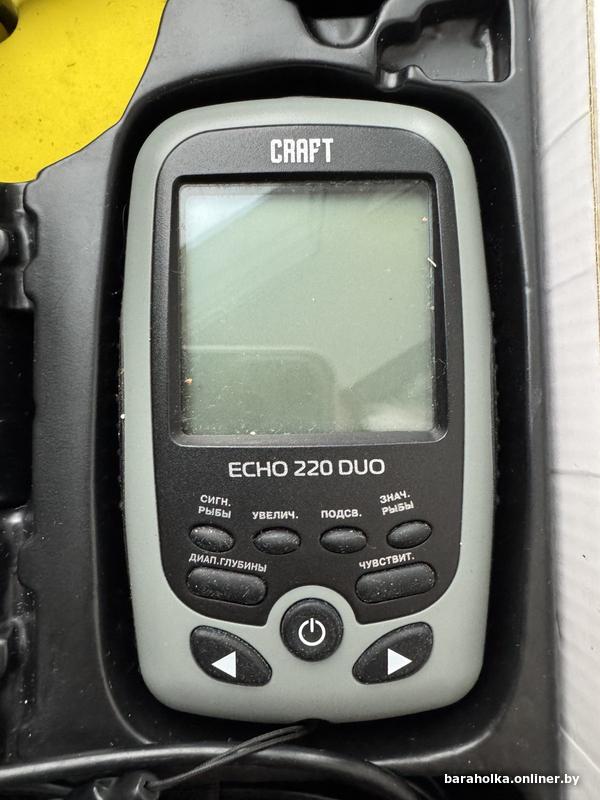 CRAFT
ECHO 220 DUO
СИГН.
РЫБЫ
УВЕЛИЧ.
ПОДСВ.
ЗНАЧ.
РЫБЫ
ДИАП.ГЛУБИНЫ
ЧУВСТВИТ.
baraholka.onliner.by